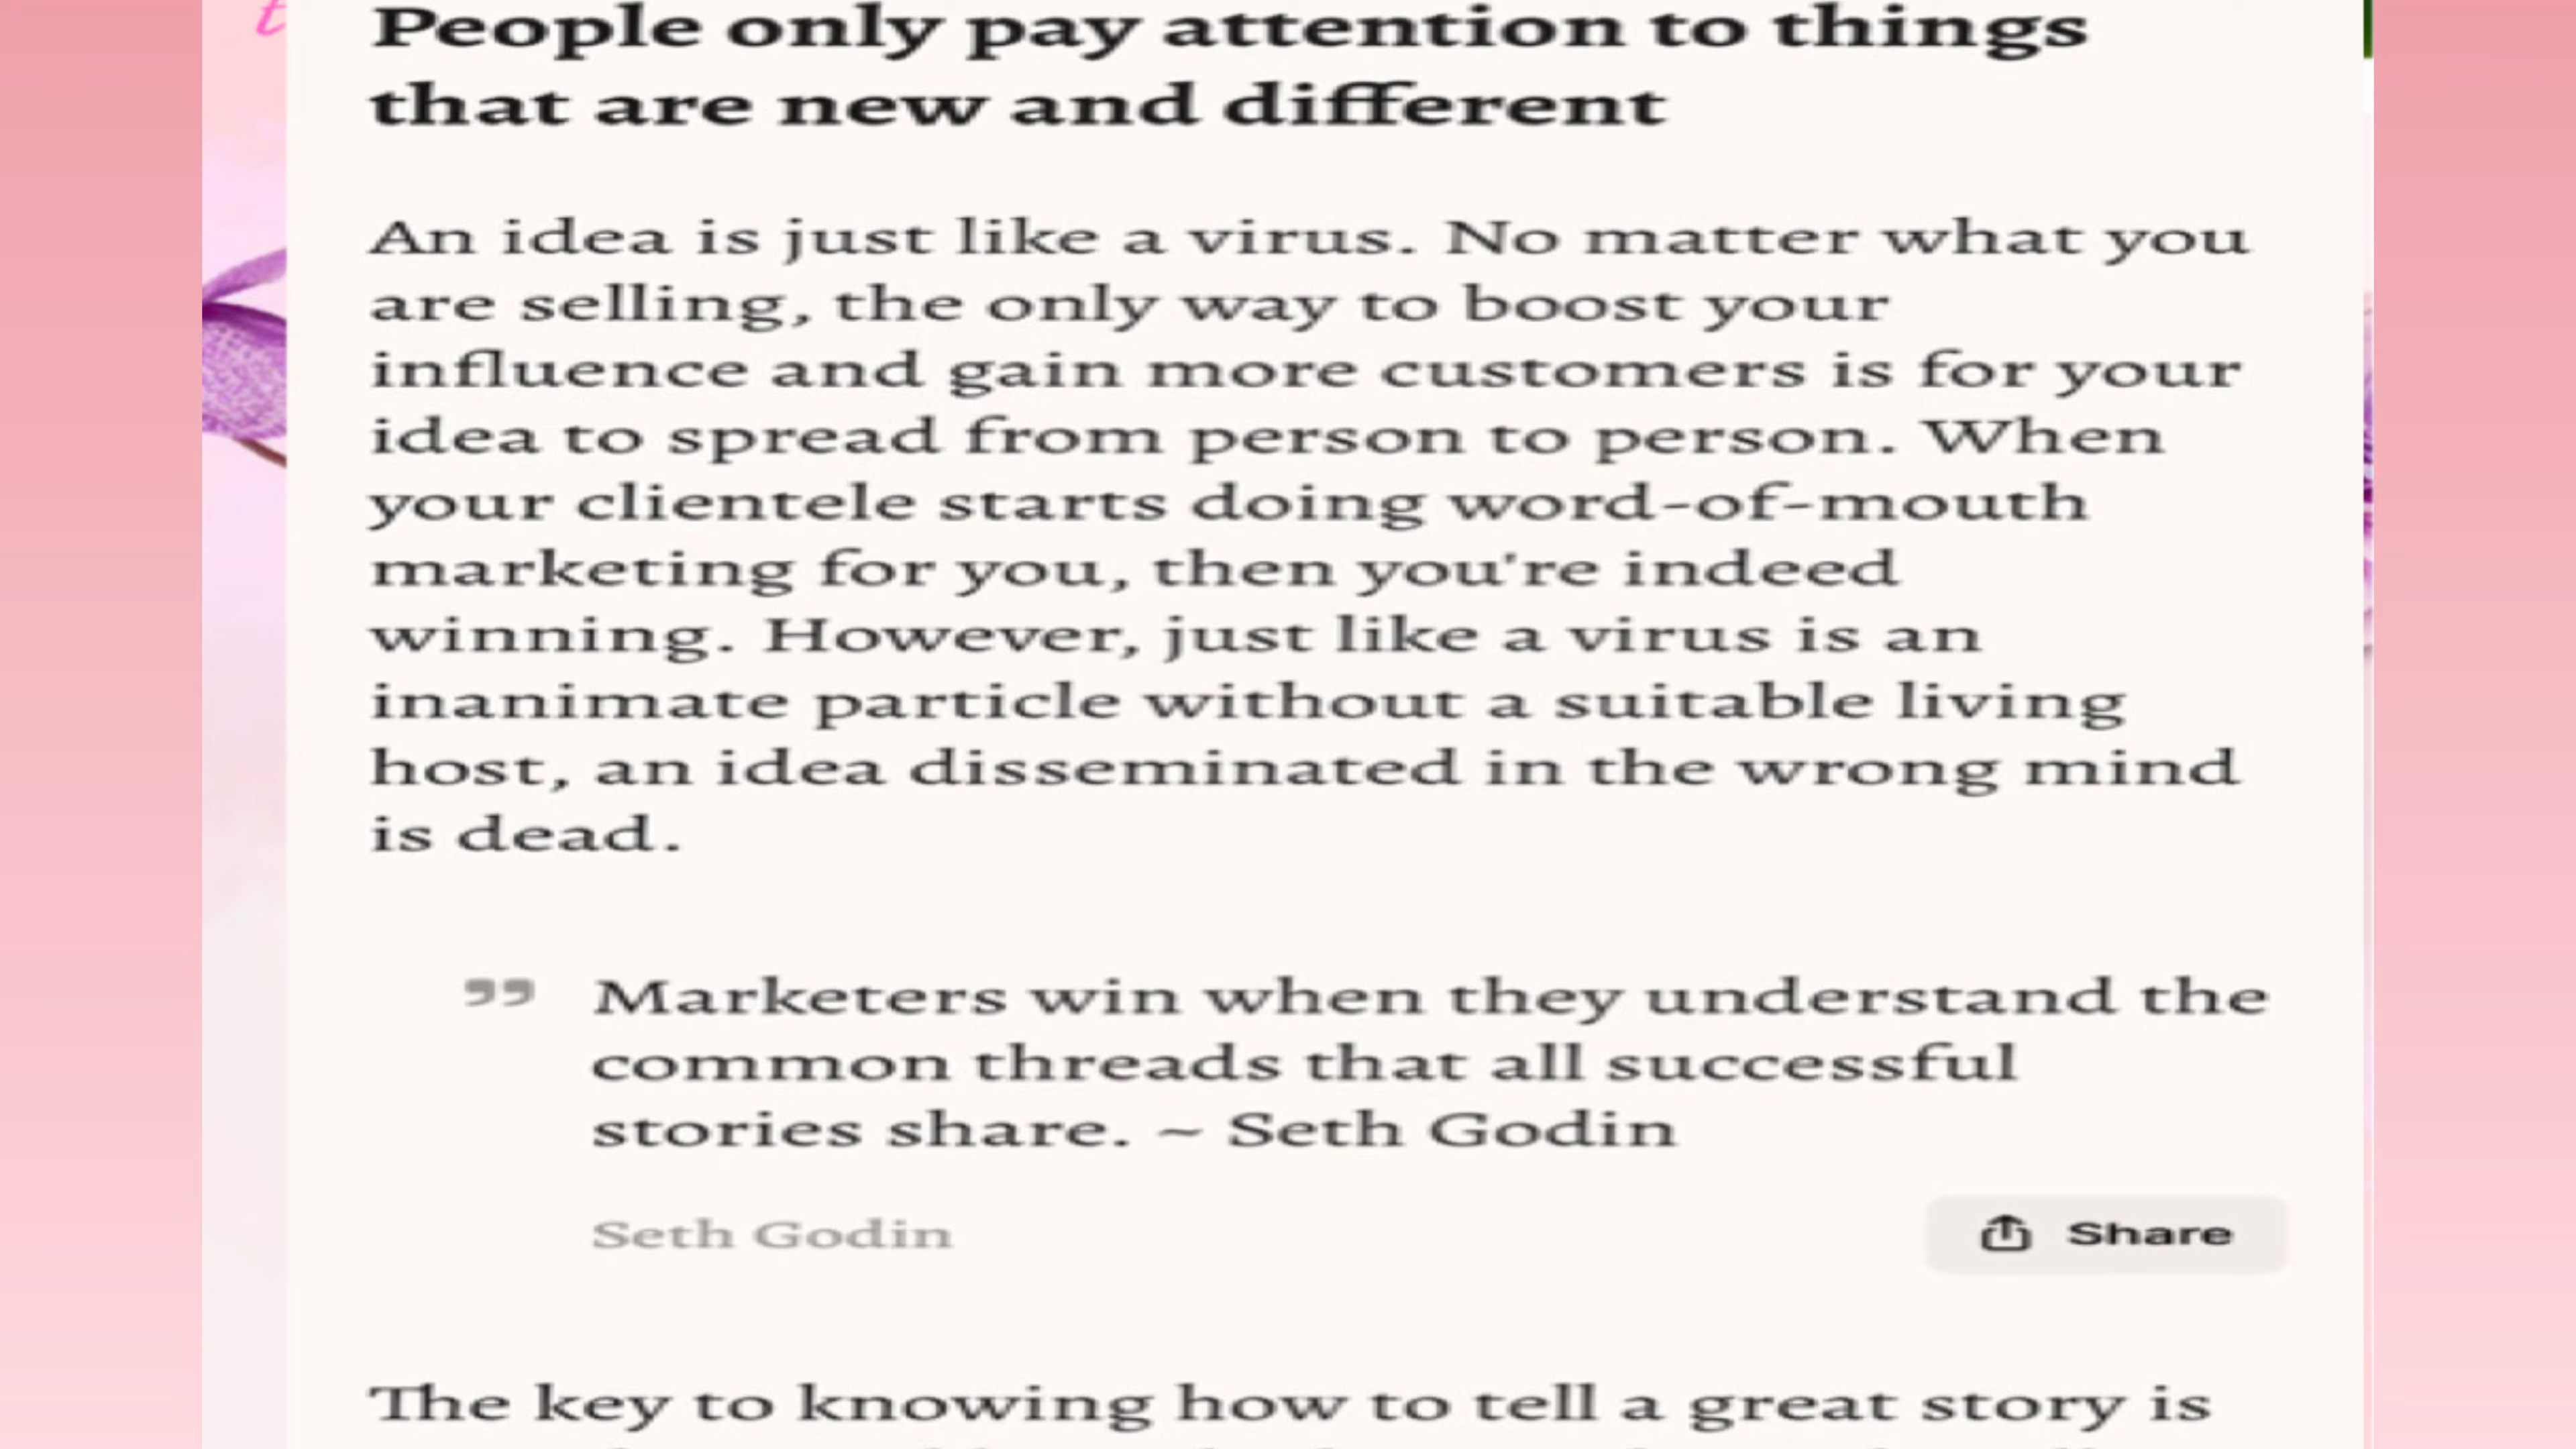 t
People only pay attention to things
that are new and different
An idea is just like a virus. No matter what you
are selling, the only way to boost your
influence and gain more customers is for your
idea to spread from person to person. When
your clientele starts doing word-of-mouth
marketing for you, then you're indeed
winning. However, just like a virus is an
inanimate particle without a suitable living
host, an idea disseminated in the wrong mind
is dead.
” Marketers win when they understand the
common threads that all successful
stories share. ~ Seth Godin
Seth Godin
Share
The key to knowing how to tell a great story is